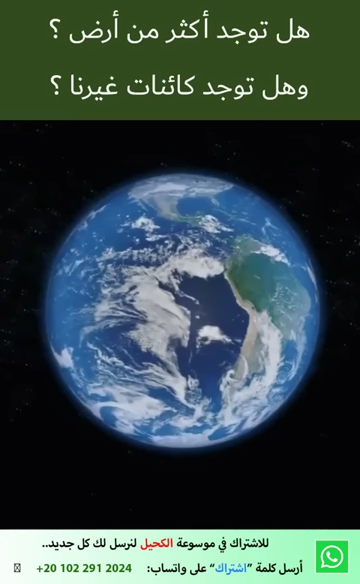 هل توجد أكثر من أرض ؟
وهل توجد كائنات غيرنا ؟
للاشتراك في موسوعة الكحيل لنرسل لك كل جديد..
أرسل كلمة “اشتراك” على واتساب: +20 102 291 2024